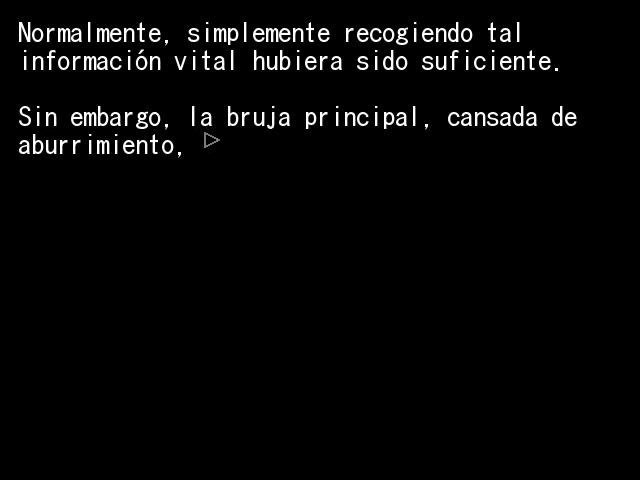 Normalmente, simplemente recogiendo tal
información vital hubiera sido suficiente.
Sin embargo, la bruja principal, cansada de
aburrimiento,